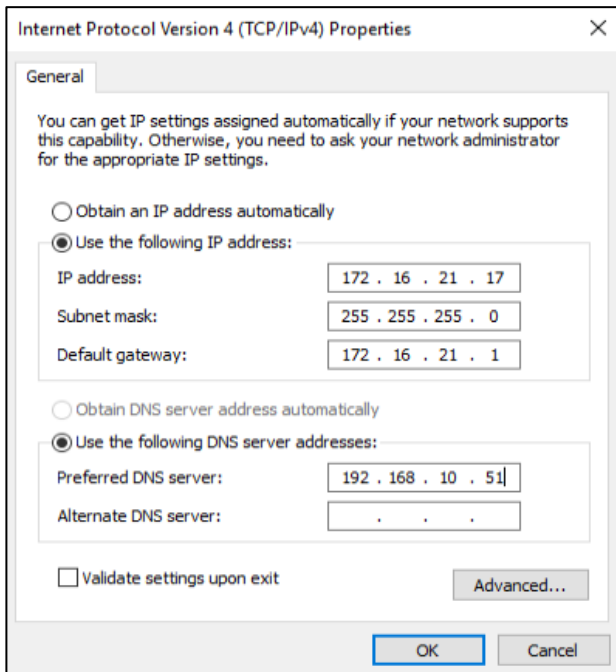 Internet Protocol Version 4 (TCP/IPv4) Properties
General
You can get IP settings assigned automatically if your network supports
this capability. Otherwise, you need to ask your network administrator
for the appropriate IP settings.
Obtain an IP address automatically
Use the following IP address:
IP address: 172 . 16 . 21 . 17
Subnet mask: 255 . 255 . 255 . 0
Default gateway: 172 . 16 . 21 . 1
Obtain DNS server address automatically
Use the following DNS server addresses:
Preferred DNS server: 192 . 168 . 10 . 51
Alternate DNS server: . . .
Validate settings upon exit
Advanced...
OK Cancel